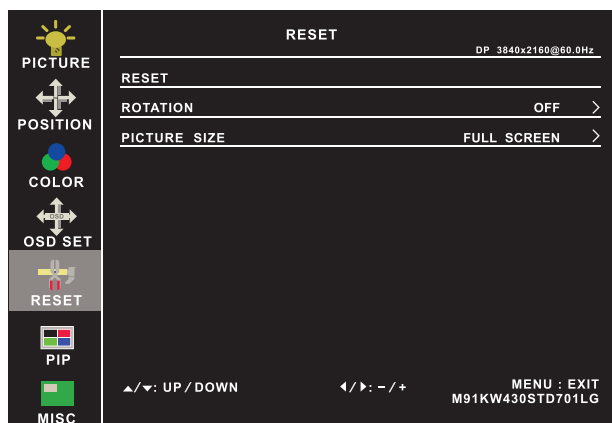 PICTURE
POSITION
COLOR
OSD
OSD SET
RESET
PIP
MISC
RESET
DP 3840x2160@60.0Hz
RESET
ROTATION OFF >
PICTURE SIZE FULL SCREEN >
▲/▼: UP/DOWN ◀/▶: -/+ MENU : EXIT
M91KW430STD701LG